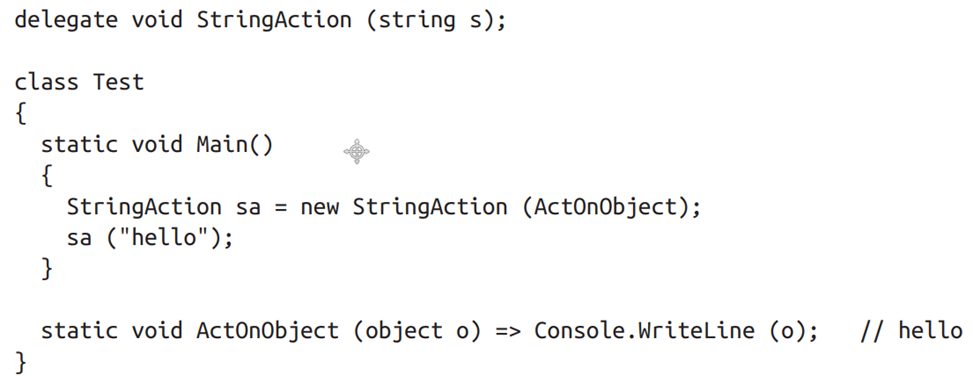 delegate void StringAction (string s);
class Test
{
static void Main()
{
StringAction sa = new StringAction (ActOnObject);
sa ("hello");
}
static void ActOnObject (object o) => Console.WriteLine (o);   // hello
}